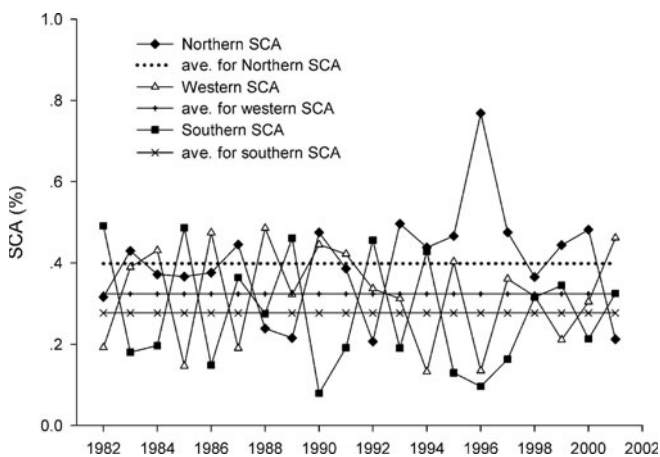 1.0
.8
.6
.4
.2
0.0
SCA (%)
Northern SCA
ave. for Northern SCA
Western SCA
ave. for western SCA
Southern SCA
ave. for southern SCA
1982 1984 1986 1988 1990 1992 1994 1996 1998 2000 2002